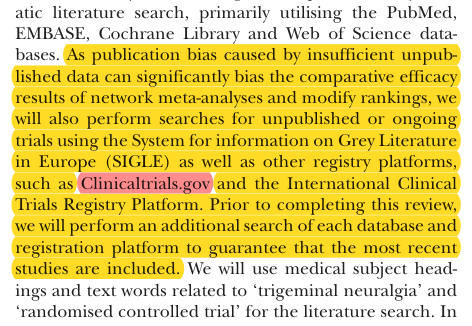 atic literature search, primarily utilising the PubMed,
EMBASE, Cochrane Library and Web of Science data-
bases. As publication bias caused by insufficient unpub-
lished data can significantly bias the comparative efficacy
results of network meta-analyses and modify rankings, we
will also perform searches for unpublished or ongoing
trials using the System for information on Grey Literature
in Europe (SIGLE) as well as other registry platforms,
such as Clinicaltrials.gov and the International Clinical
Trials Registry Platform. Prior to completing this review,
we will perform an additional search of each database and
registration platform to guarantee that the most recent
studies are included. We will use medical subject head-
ings and text words related to ‘trigeminal neuralgia’ and
‘randomised controlled trial’ for the literature search. In